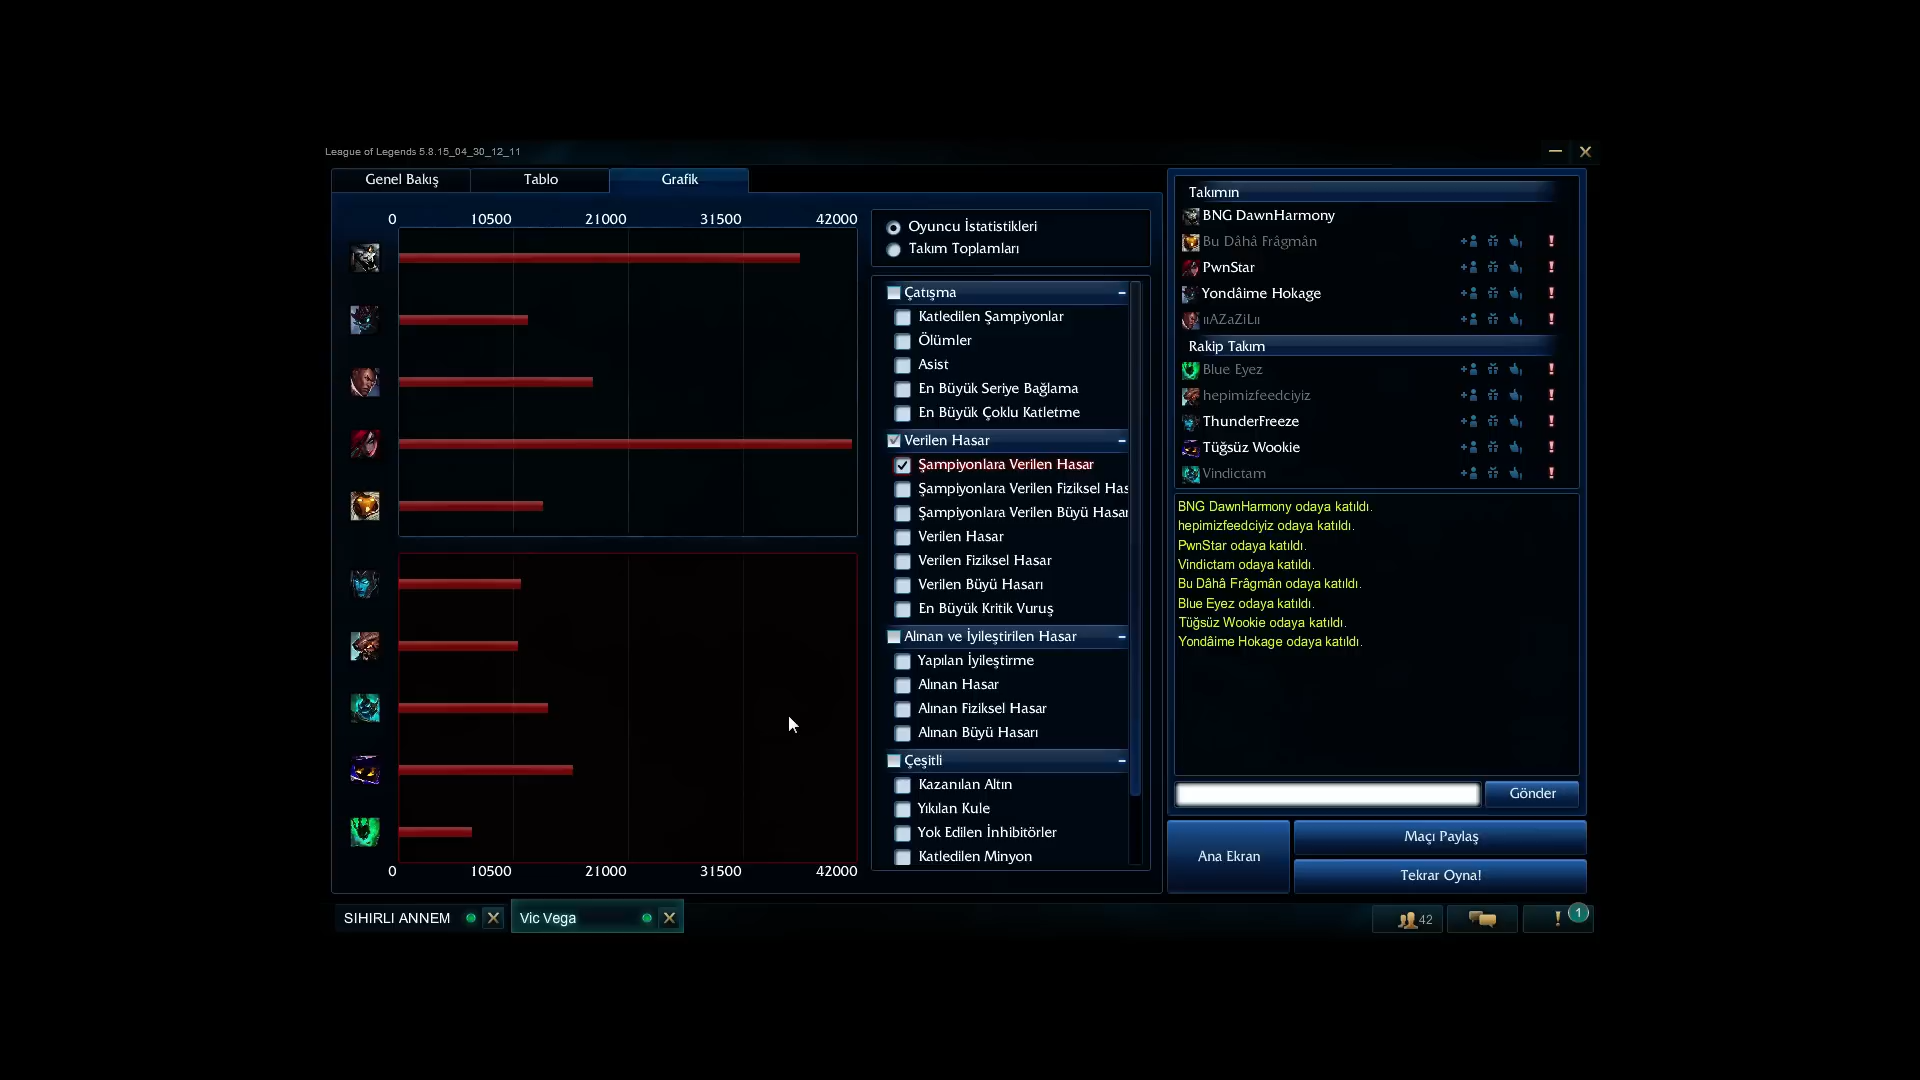 League of Legends 5.8.15_04_30_12_11
Genel Bakış
Tablo
Grafik
0 10500 21000 31500 42000
0 10500 21000 31500 42000
Oyuncu İstatistikleri
Takım Toplamları
Çatışma
Katledilen Şampiyonlar
Ölümler
Asist
En Büyük Seriye Bağlama
En Büyük Çoklu Katletme
Verilen Hasar
Şampiyonlara Verilen Hasar
Şampiyonlara Verilen Fiziksel Has
Şampiyonlara Verilen Büyü Hasar
Verilen Hasar
Verilen Fiziksel Hasar
Verilen Büyü Hasarı
En Büyük Kritik Vuruş
Alınan ve İyileştirilen Hasar
Yapılan İyileştirme
Alınan Hasar
Alınan Fiziksel Hasar
Alınan Büyü Hasarı
Çeşitli
Kazanılan Altın
Yıkılan Kule
Yok Edilen İnhibitörler
Katledilen Minyon
Takımın
BNG DawnHarmony
Bu Dâhâ Frâgmân
PwnStar
Yondâime Hokage
ııAZaZiLıı
Rakip Takım
Blue Eyez
hepimizfeedciyiz
ThunderFreeze
Tüğsüz Wookie
Vindictam
BNG DawnHarmony odaya katıldı.
hepimizfeedciyiz odaya katıldı.
PwnStar odaya katıldı.
Vindictam odaya katıldı.
Bu Dâhâ Frâgmân odaya katıldı.
Blue Eyez odaya katıldı.
Tüğsüz Wookie odaya katıldı.
Yondâime Hokage odaya katıldı.
Gönder
Ana Ekran
Maçı Paylaş
Tekrar Oyna!
SIHIRLI ANNEM
Vic Vega
42
1